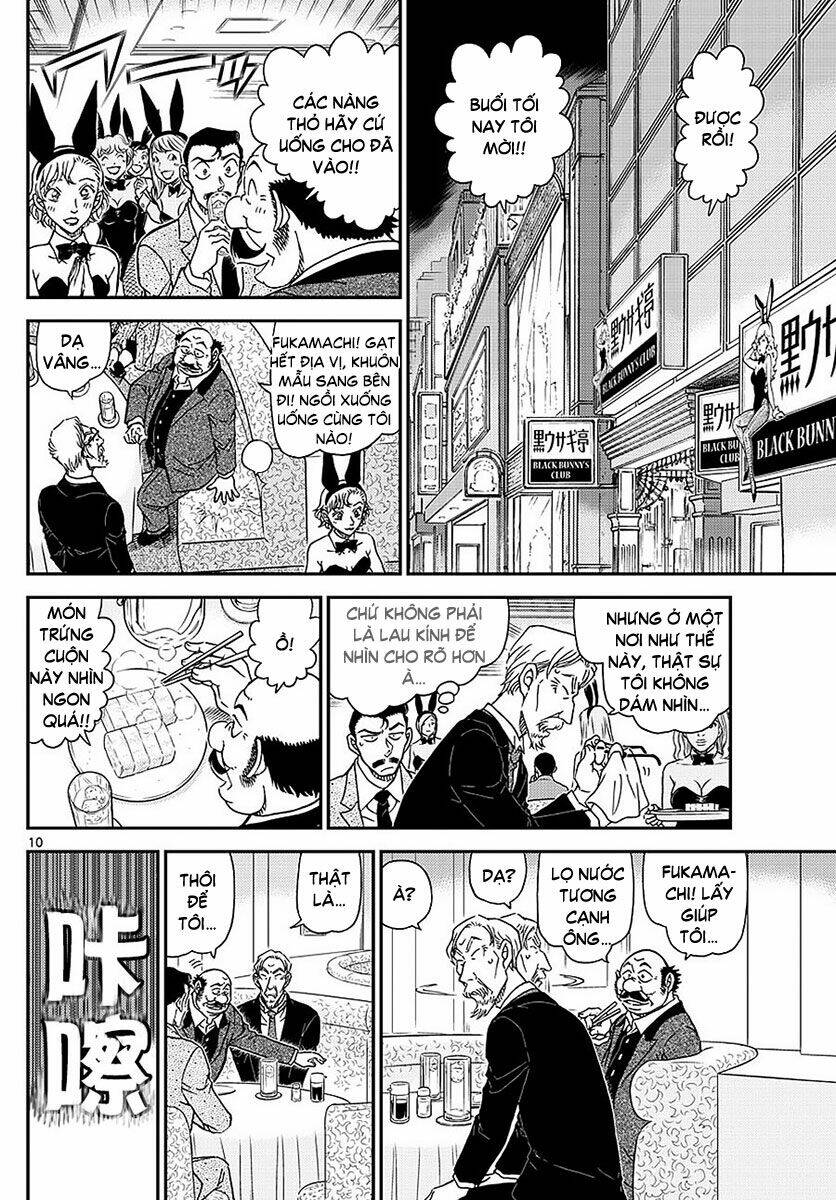 ĐƯỢC
RỒI!
BUỔI TỐI
NAY TÔI
MỜI!!
黒ウサギ亭
BLACK BUNNY'S CLUB
黒ウサギ亭
BLACK BUNNY'S
CLUB
黒ウサギ
黒ウサギ亭
BLACK BUNN
CÁC NÀNG
THỎ HÃY CỨ
UỐNG CHO ĐÃ
VÀO!!
FUKAMACHI! GẠT
HẾT ĐỊA VỊ, KHUÔN
MẪU SANG BÊN
ĐI! NGỒI XUỐNG
UỐNG CÙNG TÔI
NÀO!
DẠ
VÂNG...
NHƯNG Ở MỘT
NƠI NHƯ THẾ
NÀY, THẬT SỰ
TÔI KHÔNG
DÁM NHÌN...
CHỨ KHÔNG PHẢI
LÀ LAU KÍNH ĐỂ
NHÌN CHO RÕ HƠN
À...
Ồ!
MÓN
TRỨNG
CUỘN
NÀY NHÌN
NGON
QUÁ!!
10
FUKAMA-
CHI! LẤY
GIÚP
TÔI...
LỌ NƯỚC
TƯƠNG
CẠNH
ÔNG...
DẠ?
À?
THẬT
LÀ...
THÔI
ĐỂ
TÔI...
咔
嚓